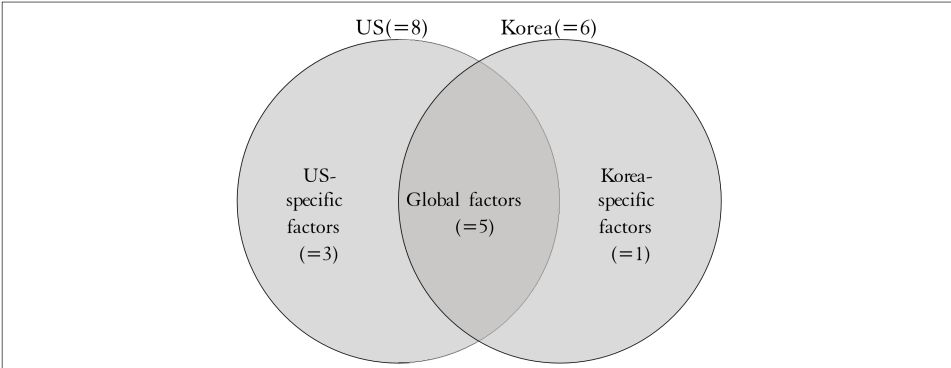 US(=8)
Korea(=6)
US-
specific
factors
(=3)
Global factors
(=5)
Korea-
specific
factors
(=1)